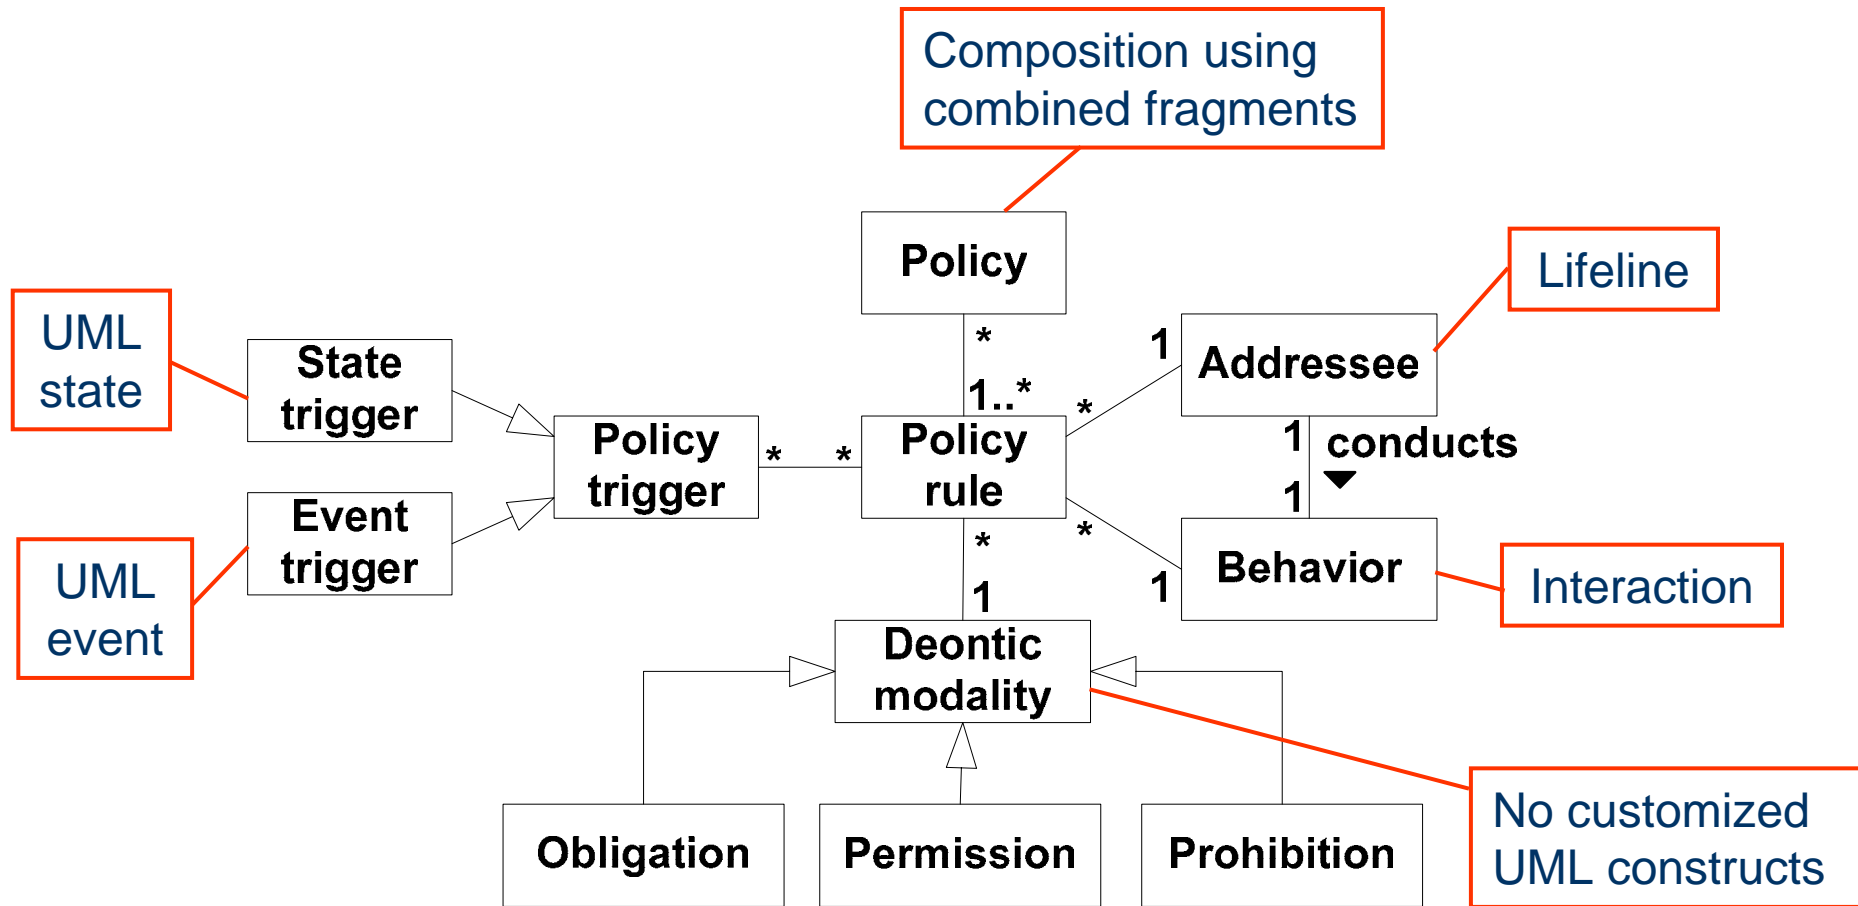 Composition using
combined fragments
Policy
*
1..*
Lifeline
1
Addressee
*
UML
state
State
trigger
Policy
trigger
*
*
Policy
rule
1
conducts
1
Event
trigger
UML
event
*
1
Behavior
Interaction
*
1
Deontic
modality
Obligation
Permission
Prohibition
No customized
UML constructs